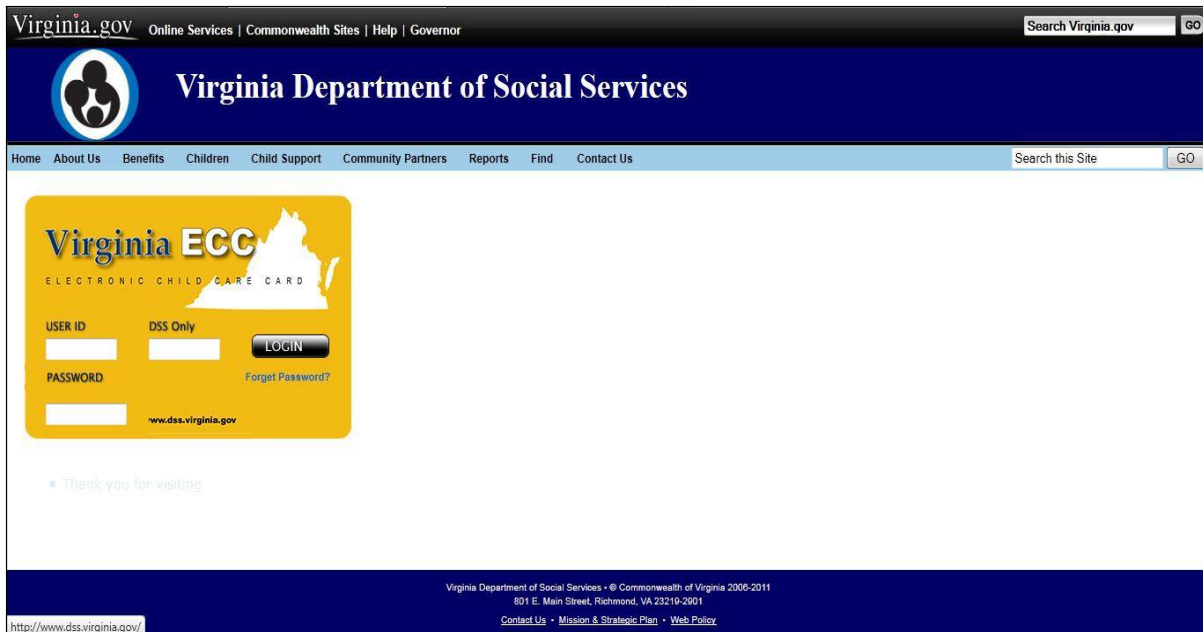 Virginia.gov Online Services | Commonwealth Sites | Help | Governor Search Virginia.gov GO
Virginia Department of Social Services
Home About Us Benefits Children Child Support Community Partners Reports Find Contact Us Search this Site GO
Virginia ECC
ELECTRONIC CHILD CARE CARD
USER ID DSS Only
LOGIN
PASSWORD Forget Password?
www.dss.virginia.gov
• Thank you for visiting
Virginia Department of Social Services • © Commonwealth of Virginia 2006-2011
801 E. Main Street, Richmond, VA 23219-2901
Contact Us • Mission & Strategic Plan • Web Policy
http://www.dss.virginia.gov/